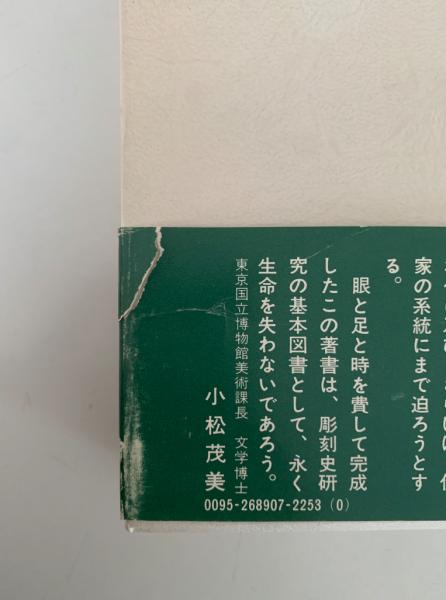 家の系統にまで迫ろうとす
る。
眼と足と時を費して完成
したこの著書は、彫刻史研
究の基本図書として、永く
生命を失わないであろう。
東京国立博物館美術課長　文学博士
小松茂美
0095-268907-2253 (0)